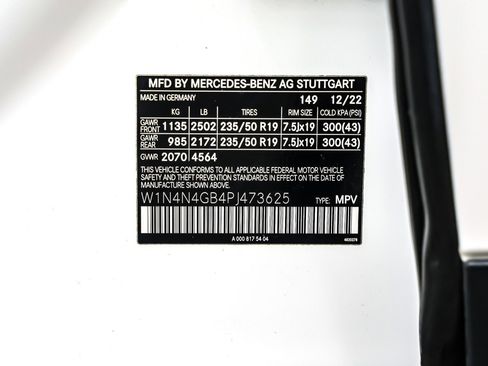 MFD BY MERCEDES-BENZ AG STUTTGART
MADE IN GERMANY 149 12/22
KG LB TIRES RIM SIZE COLD KPA (PSI)
GAWR FRONT 1135 2502 235/50 R19 7.5Jx19 300(43)
GAWR REAR 985 2172 235/50 R19 7.5Jx19 300(43)
GVWR 2070 4564
THIS VEHICLE CONFORMS TO ALL APPLICABLE FEDERAL MOTOR VEHICLE
SAFETY AND THEFT PREVENTION STANDARDS IN EFFECT
ON THE DATE OF MANUFACTURE SHOWN ABOVE.
W1N4N4GB4PJ473625 TYPE: MPV
A 000 817 54 04